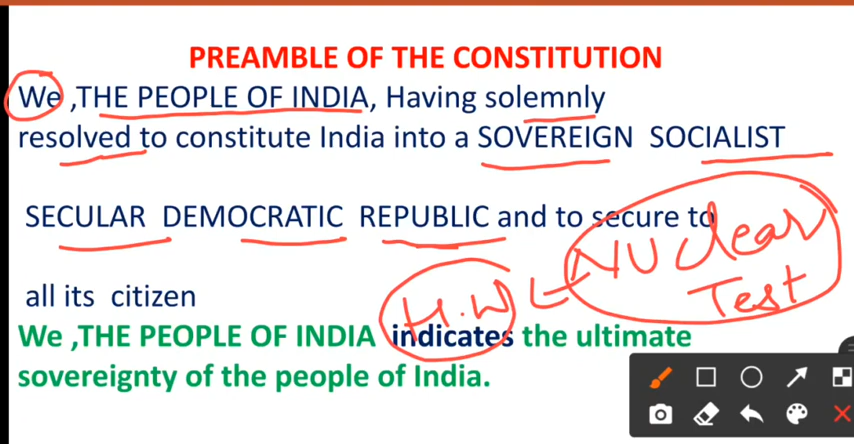 PREAMBLE OF THE CONSTITUTION
We ,THE PEOPLE OF INDIA, Having solemnly
resolved to constitute India into a SOVEREIGN SOCIALIST
SECULAR DEMOCRATIC REPUBLIC and to secure to
NUclear
Test
H.W
all its citizen
We ,THE PEOPLE OF INDIA indicates the ultimate
sovereignty of the people of India.